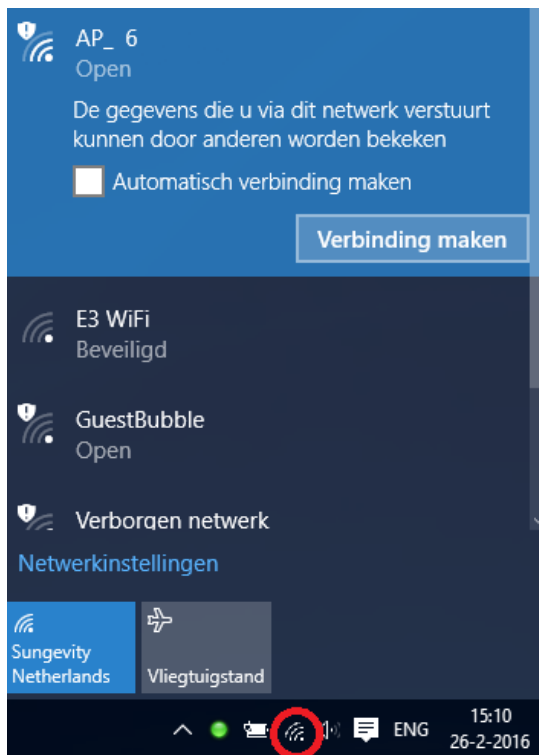 AP_ 6
Open
De gegevens die u via dit netwerk verstuurt
kunnen door anderen worden bekeken
Automatisch verbinding maken
Verbinding maken
E3 WiFi
Beveiligd
GuestBubble
Open
Verborgen netwerk
Netwerkinstellingen
Sungevity
Netherlands
Vliegtuigstand
ENG
15:10
26-2-2016